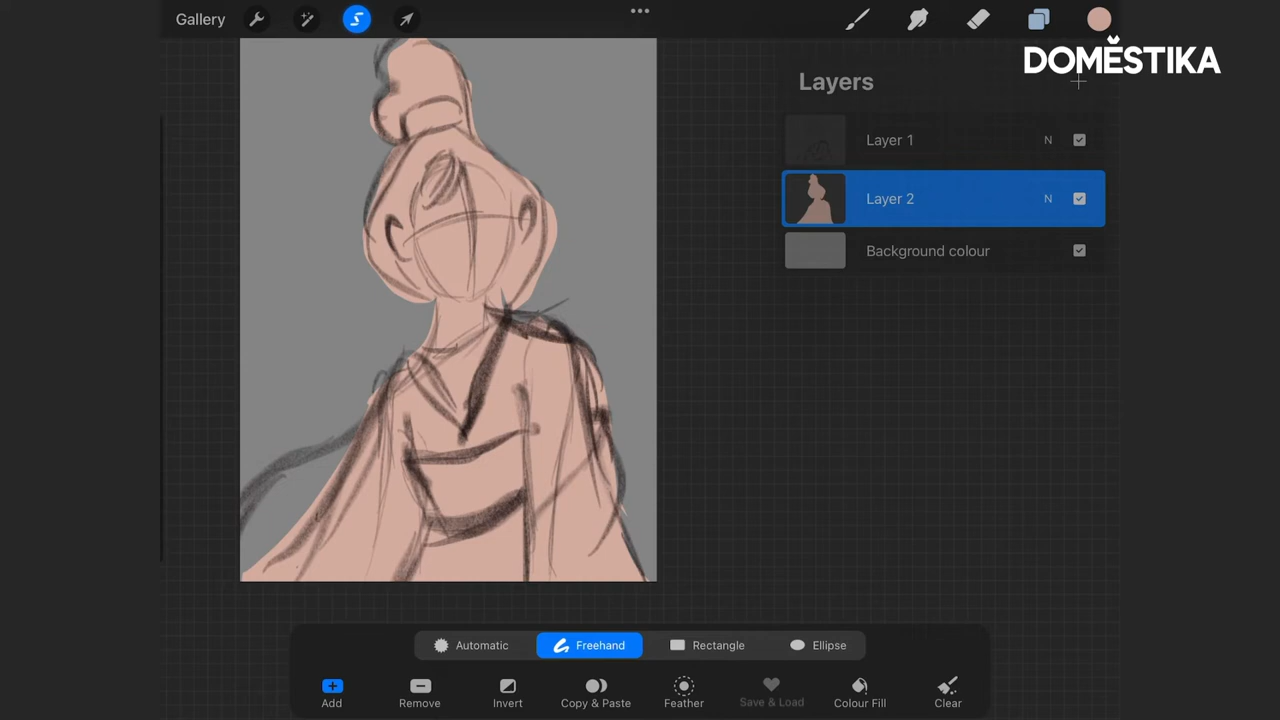 Gallery
DOMĚSTIKA
Layers
Layer 1 N
Layer 2 N
Background colour
Automatic Freehand Rectangle Ellipse
Add Remove Invert Copy & Paste Feather Save & Load Colour Fill Clear